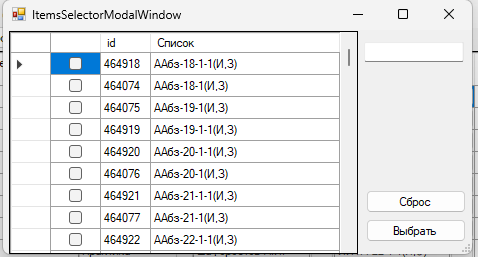 ItemsSelectorModalWindow
id Список
464918 ААбз-18-1-1(И,З)
464074 ААбз-18-1(И,З)
464075 ААбз-19-1(И,З)
464919 ААбз-19-1-1(И,З)
464920 ААбз-20-1-1(И,З)
464076 ААбз-20-1(И,З)
464921 ААбз-21-1-1(И,З)
464077 ААбз-21-1(И,З)
464922 ААбз-22-1-1(И,З)
Сброс
Выбрать